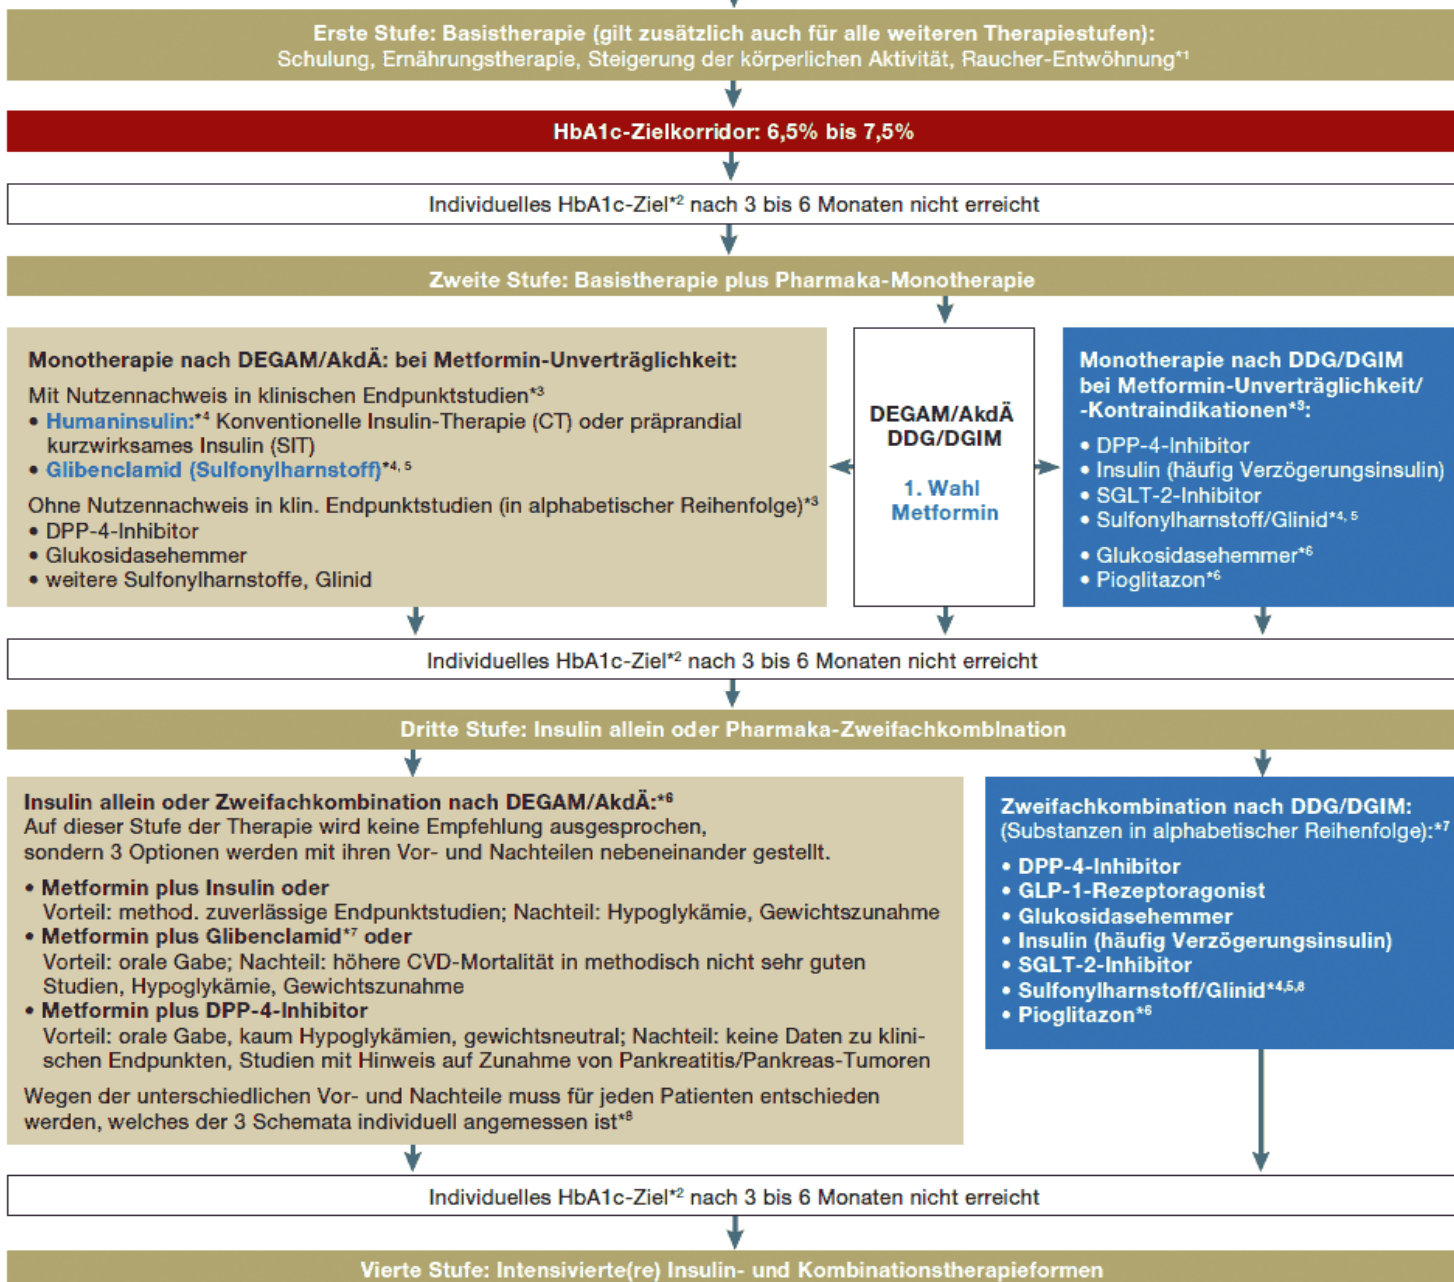 Erste Stufe: Basistherapie (gilt zusätzlich auch für alle weiteren Therapiestufen):
Schulung, Ernährungstherapie, Steigerung der körperlichen Aktivität, Raucher-Entwöhnung*1
HbA1c-Zielkorridor: 6,5% bis 7,5%
Individuelles HbA1c-Ziel*2 nach 3 bis 6 Monaten nicht erreicht
Zweite Stufe: Basistherapie plus Pharmaka-Monotherapie
Monotherapie nach DEGAM/AkdÄ: bei Metformin-Unverträglichkeit:
Mit Nutzennachweis in klinischen Endpunktstudien*3
• Humaninsulin:*4 Konventionelle Insulin-Therapie (CT) oder präprandial
kurzwirksames Insulin (SIT)
• Glibenclamid (Sulfonylharnstoff)*4, 5
Ohne Nutzennachweis in klin. Endpunktstudien (in alphabetischer Reihenfolge)*3
• DPP-4-Inhibitor
• Glukosidasehemmer
• weitere Sulfonylharnstoffe, Glinid
DEGAM/AkdÄ
DDG/DGIM
1. Wahl
Metformin
Monotherapie nach DDG/DGIM
bei Metformin-Unverträglichkeit/
-Kontraindikationen*3:
• DPP-4-Inhibitor
• Insulin (häufig Verzögerungsinsulin)
• SGLT-2-Inhibitor
• Sulfonylharnstoff/Glinid*4, 5
• Glukosidasehemmer*6
• Pioglitazon*6
Individuelles HbA1c-Ziel*2 nach 3 bis 6 Monaten nicht erreicht
Dritte Stufe: Insulin allein oder Pharmaka-Zweifachkombination
Insulin allein oder Zweifachkombination nach DEGAM/AkdÄ:*6
Auf dieser Stufe der Therapie wird keine Empfehlung ausgesprochen,
sondern 3 Optionen werden mit ihren Vor- und Nachteilen nebeneinander gestellt.
• Metformin plus Insulin oder
Vorteil: method. zuverlässige Endpunktstudien; Nachteil: Hypoglykämie, Gewichtszunahme
• Metformin plus Glibenclamid*7 oder
Vorteil: orale Gabe; Nachteil: höhere CVD-Mortalität in methodisch nicht sehr guten
Studien, Hypoglykämie, Gewichtszunahme
• Metformin plus DPP-4-Inhibitor
Vorteil: orale Gabe, kaum Hypoglykämien, gewichtsneutral; Nachteil: keine Daten zu klini-
schen Endpunkten, Studien mit Hinweis auf Zunahme von Pankreatitis/Pankreas-Tumoren
Wegen der unterschiedlichen Vor- und Nachteile muss für jeden Patienten entschieden
werden, welches der 3 Schemata individuell angemessen ist*8
Zweifachkombination nach DDG/DGIM:
(Substanzen in alphabetischer Reihenfolge):*7
• DPP-4-Inhibitor
• GLP-1-Rezeptoragonist
• Glukosidasehemmer
• Insulin (häufig Verzögerungsinsulin)
• SGLT-2-Inhibitor
• Sulfonylharnstoff/Glinid*4,5,8
• Pioglitazon*6
Individuelles HbA1c-Ziel*2 nach 3 bis 6 Monaten nicht erreicht
Vierte Stufe: Intensivierte(re) Insulin- und Kombinationstherapieformen